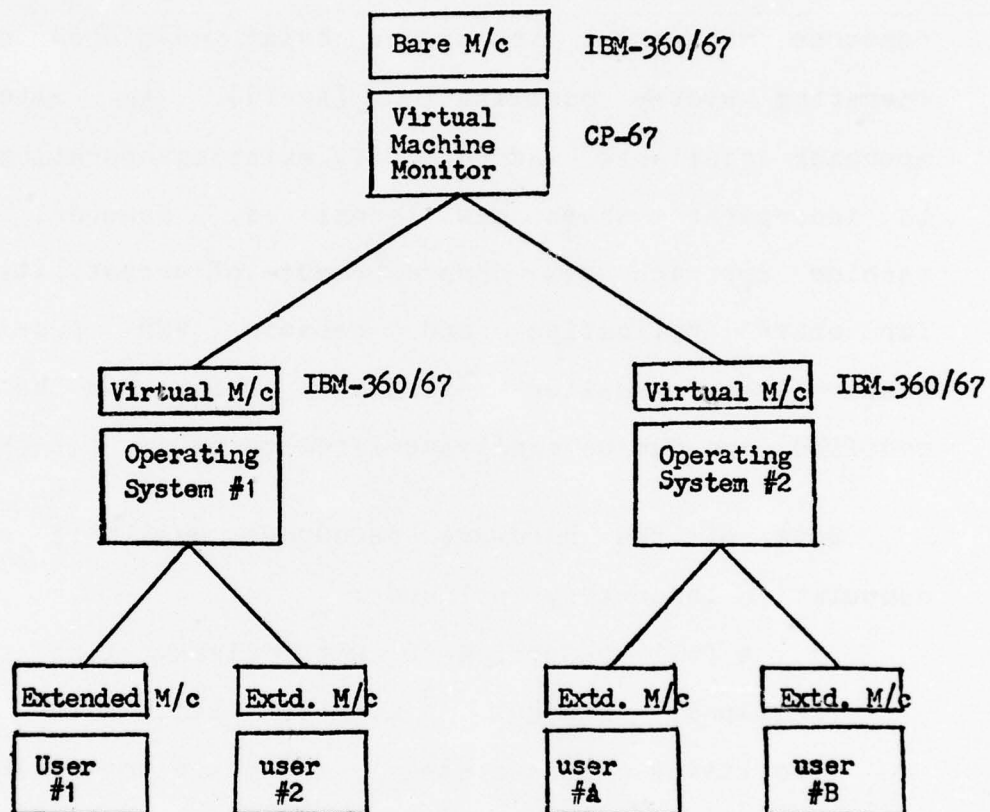 Bare M/c IBM-360/67
Virtual
Machine
Monitor
CP-67
Virtual M/c IBM-360/67
Virtual M/c IBM-360/67
Operating
System #1
Operating
System #2
Extended M/c
Extd. M/c
Extd. M/c
Extd. M/c
User
#1
user
#2
user
#A
user
#B